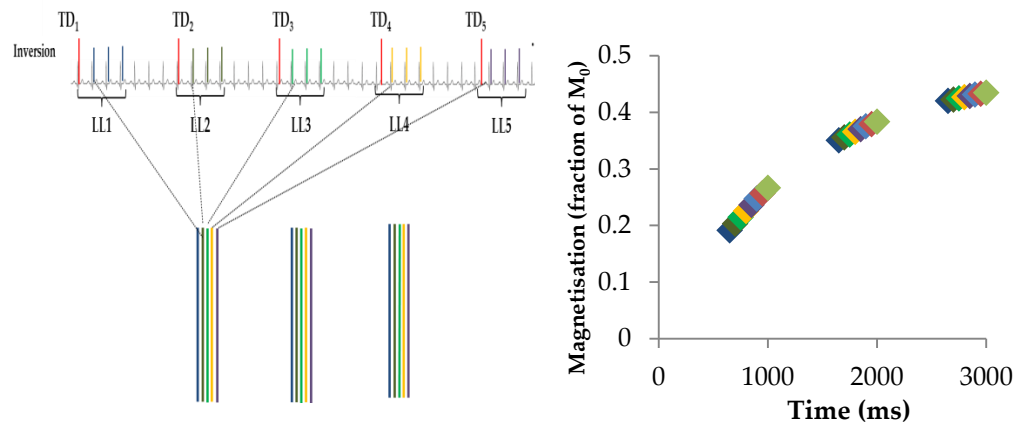 TD1 TD2 TD3 TD4 TD5
Inversion
LL1 LL2 LL3 LL4 LL5
Magnetisation (fraction of M0)
0.5
0.4
0.3
0.2
0.1
0
0 1000 2000 3000
Time (ms)